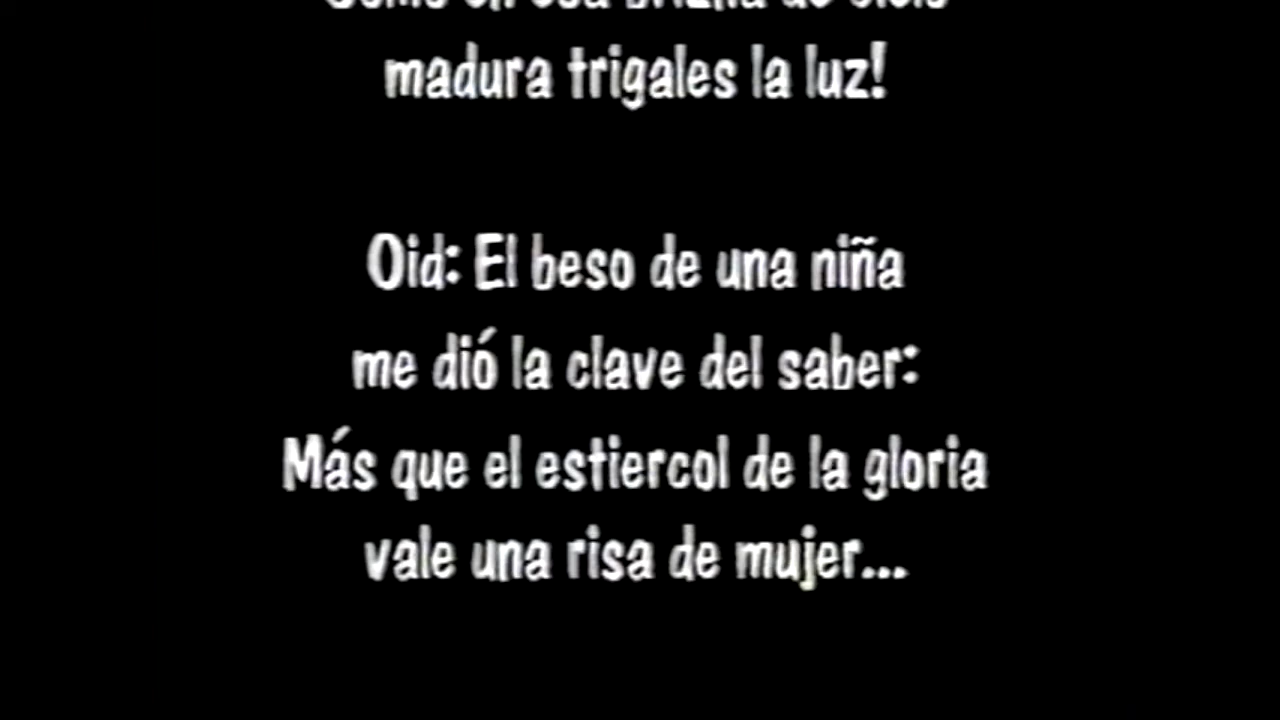 madura trigales la luz!
Oid: El beso de una niña
me dió la clave del saber:
Más que el estiercol de la gloria
vale una risa de mujer...